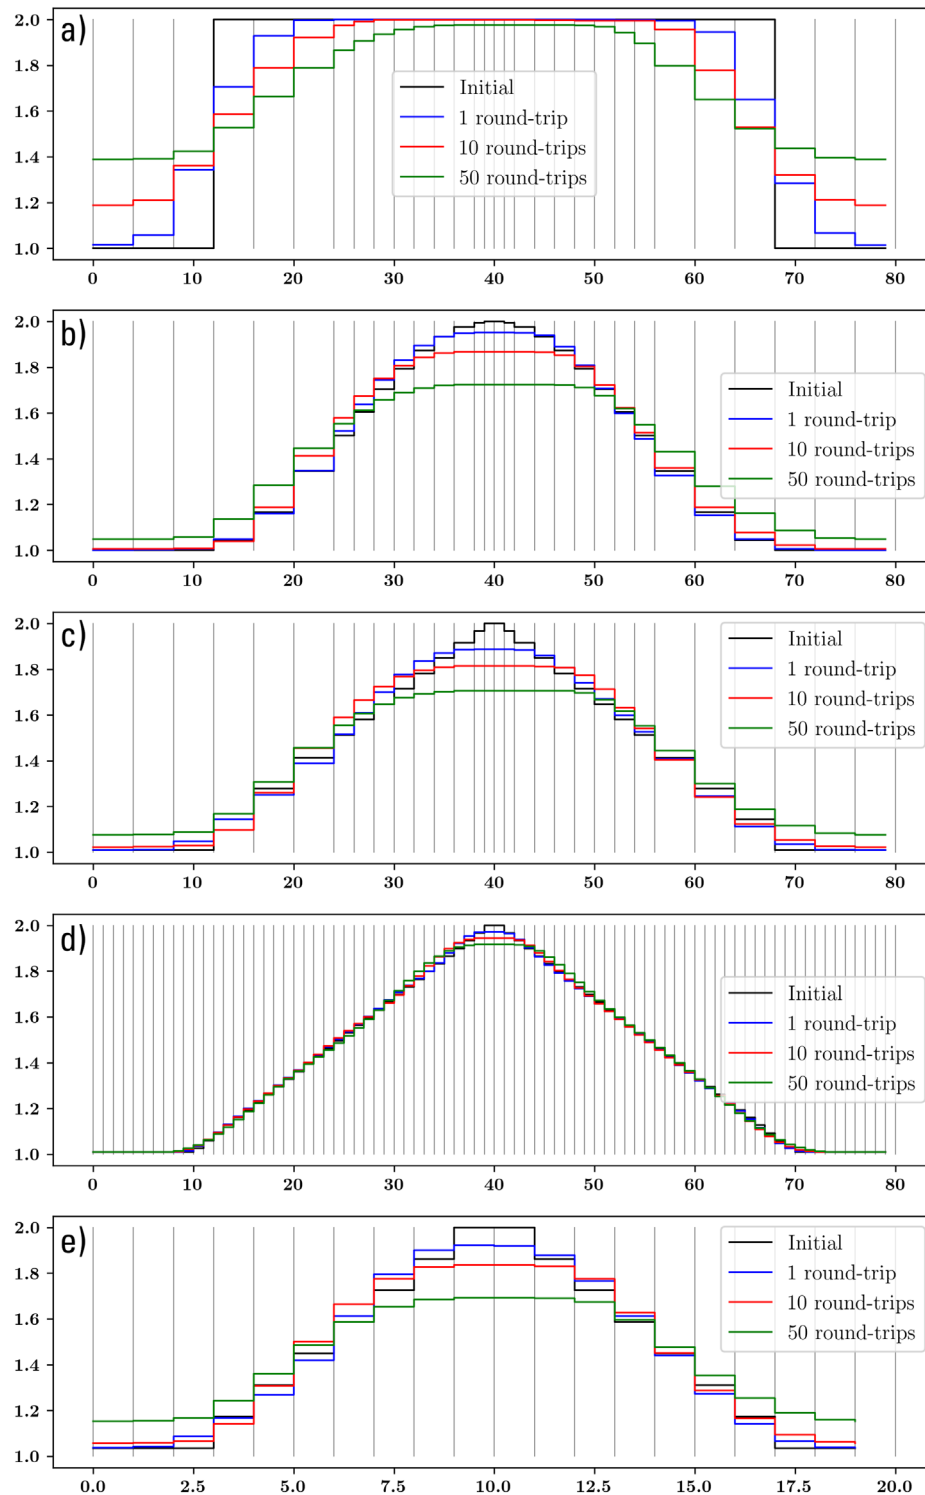 a)
2.0
1.8
1.6
1.4
1.2
1.0
Initial
1 round-trip
10 round-trips
50 round-trips
0 10 20 30 40 50 60 70 80
b)
2.0
1.8
1.6
1.4
1.2
1.0
Initial
1 round-trip
10 round-trips
50 round-trips
0 10 20 30 40 50 60 70 80
c)
2.0
1.8
1.6
1.4
1.2
1.0
Initial
1 round-trip
10 round-trips
50 round-trips
0 10 20 30 40 50 60 70 80
d)
2.0
1.8
1.6
1.4
1.2
1.0
Initial
1 round-trip
10 round-trips
50 round-trips
0 10 20 30 40 50 60 70 80
e)
2.0
1.8
1.6
1.4
1.2
1.0
Initial
1 round-trip
10 round-trips
50 round-trips
0.0 2.5 5.0 7.5 10.0 12.5 15.0 17.5 20.0